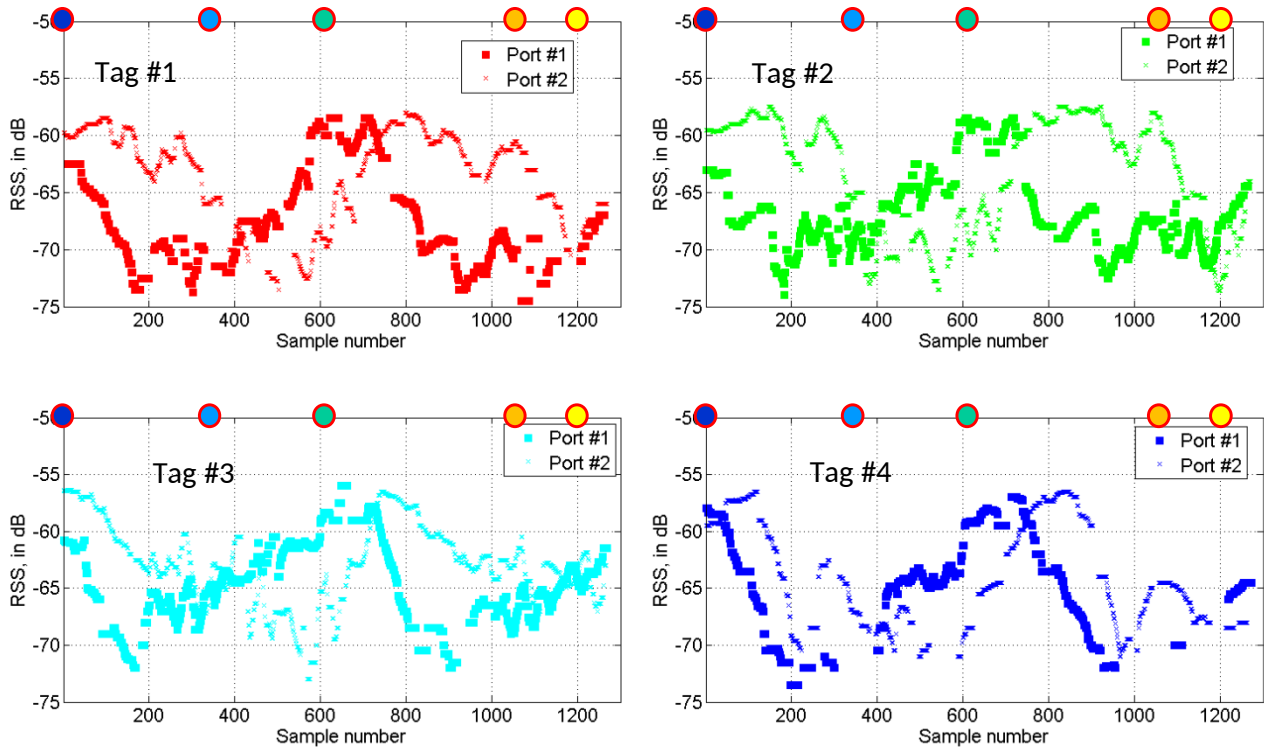 -5
-55
-60
-65
-70
-75
RSS, in dB
Tag #1
Port #1
Port #2
200 400 600 800 1000 1200
Sample number
-5
-55
-60
-65
-70
-75
RSS, in dB
Tag #2
Port #1
Port #2
200 400 600 800 1000 1200
Sample number
-5
-55
-60
-65
-70
-75
RSS, in dB
Tag #3
Port #1
Port #2
200 400 600 800 1000 1200
Sample number
-5
-55
-60
-65
-70
-75
RSS, in dB
Tag #4
Port #1
Port #2
200 400 600 800 1000 1200
Sample number